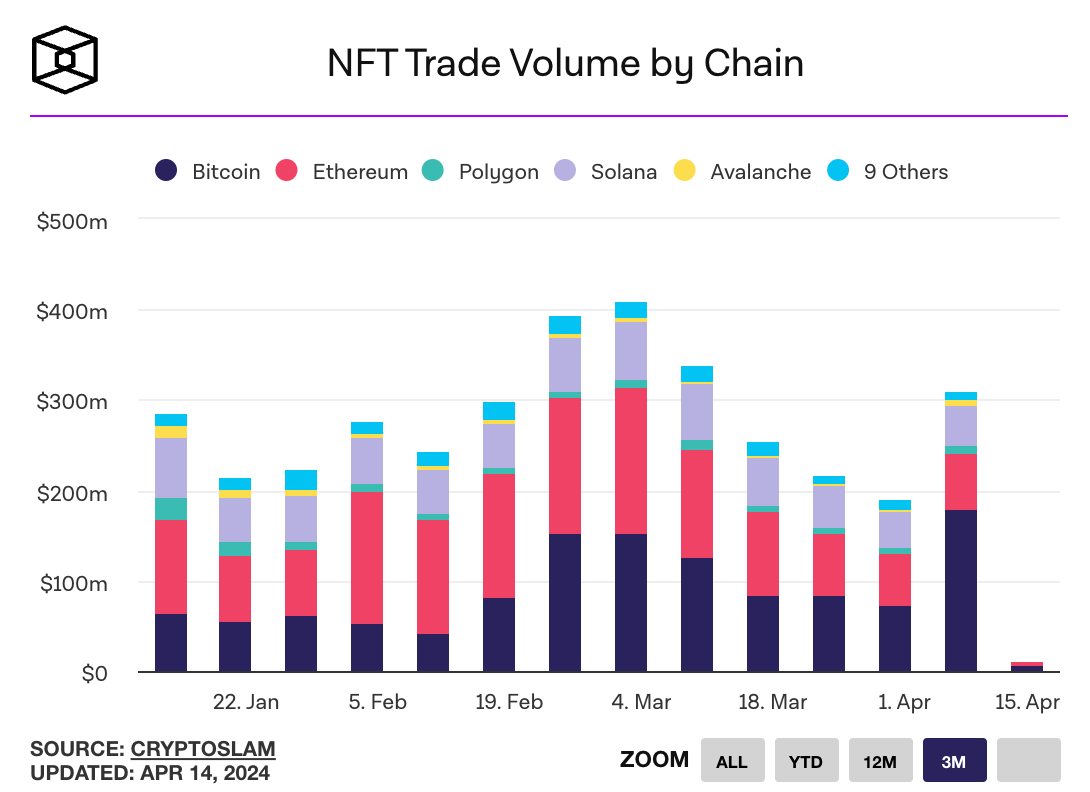 NFT Trade Volume by Chain
Bitcoin Ethereum Polygon Solana Avalanche 9 Others
$500m
$400m
$300m
$200m
$100m
$0
22. Jan 5. Feb 19. Feb 4. Mar 18. Mar 1. Apr 15. Apr
SOURCE: CRYPTOSLAM
UPDATED: APR 14, 2024
ZOOM ALL YTD 12M 3M